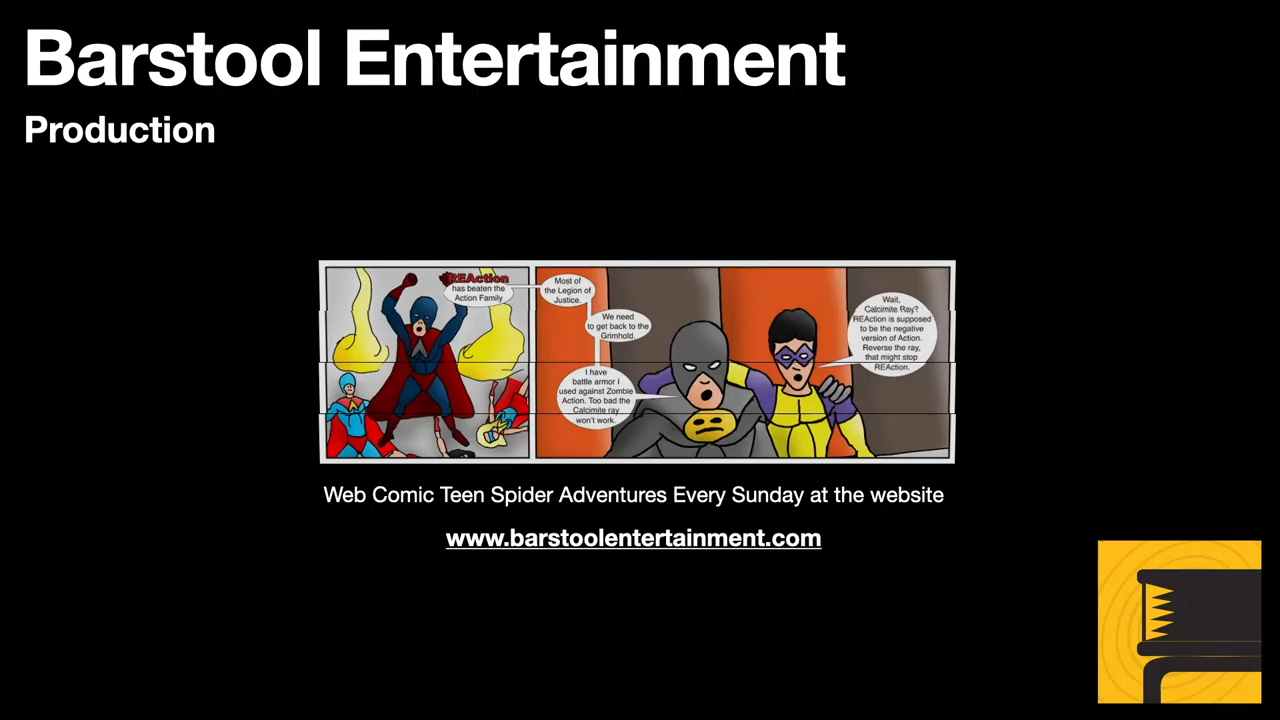 Barstool Entertainment
Production
REAction
has beaten the
Action Family
Most of
the Legion of
Justice.
We need
to get back to the
Grimhold.
I have
battle armor I
used against Zombie
Action. Too bad the
Calcimite ray
won't work.
Wait,
Calcimite Ray?
REAction is supposed
to be the negative
version of Action.
Reverse the ray,
that might stop
REAction.
Web Comic Teen Spider Adventures Every Sunday at the website
www.barstoolentertainment.com